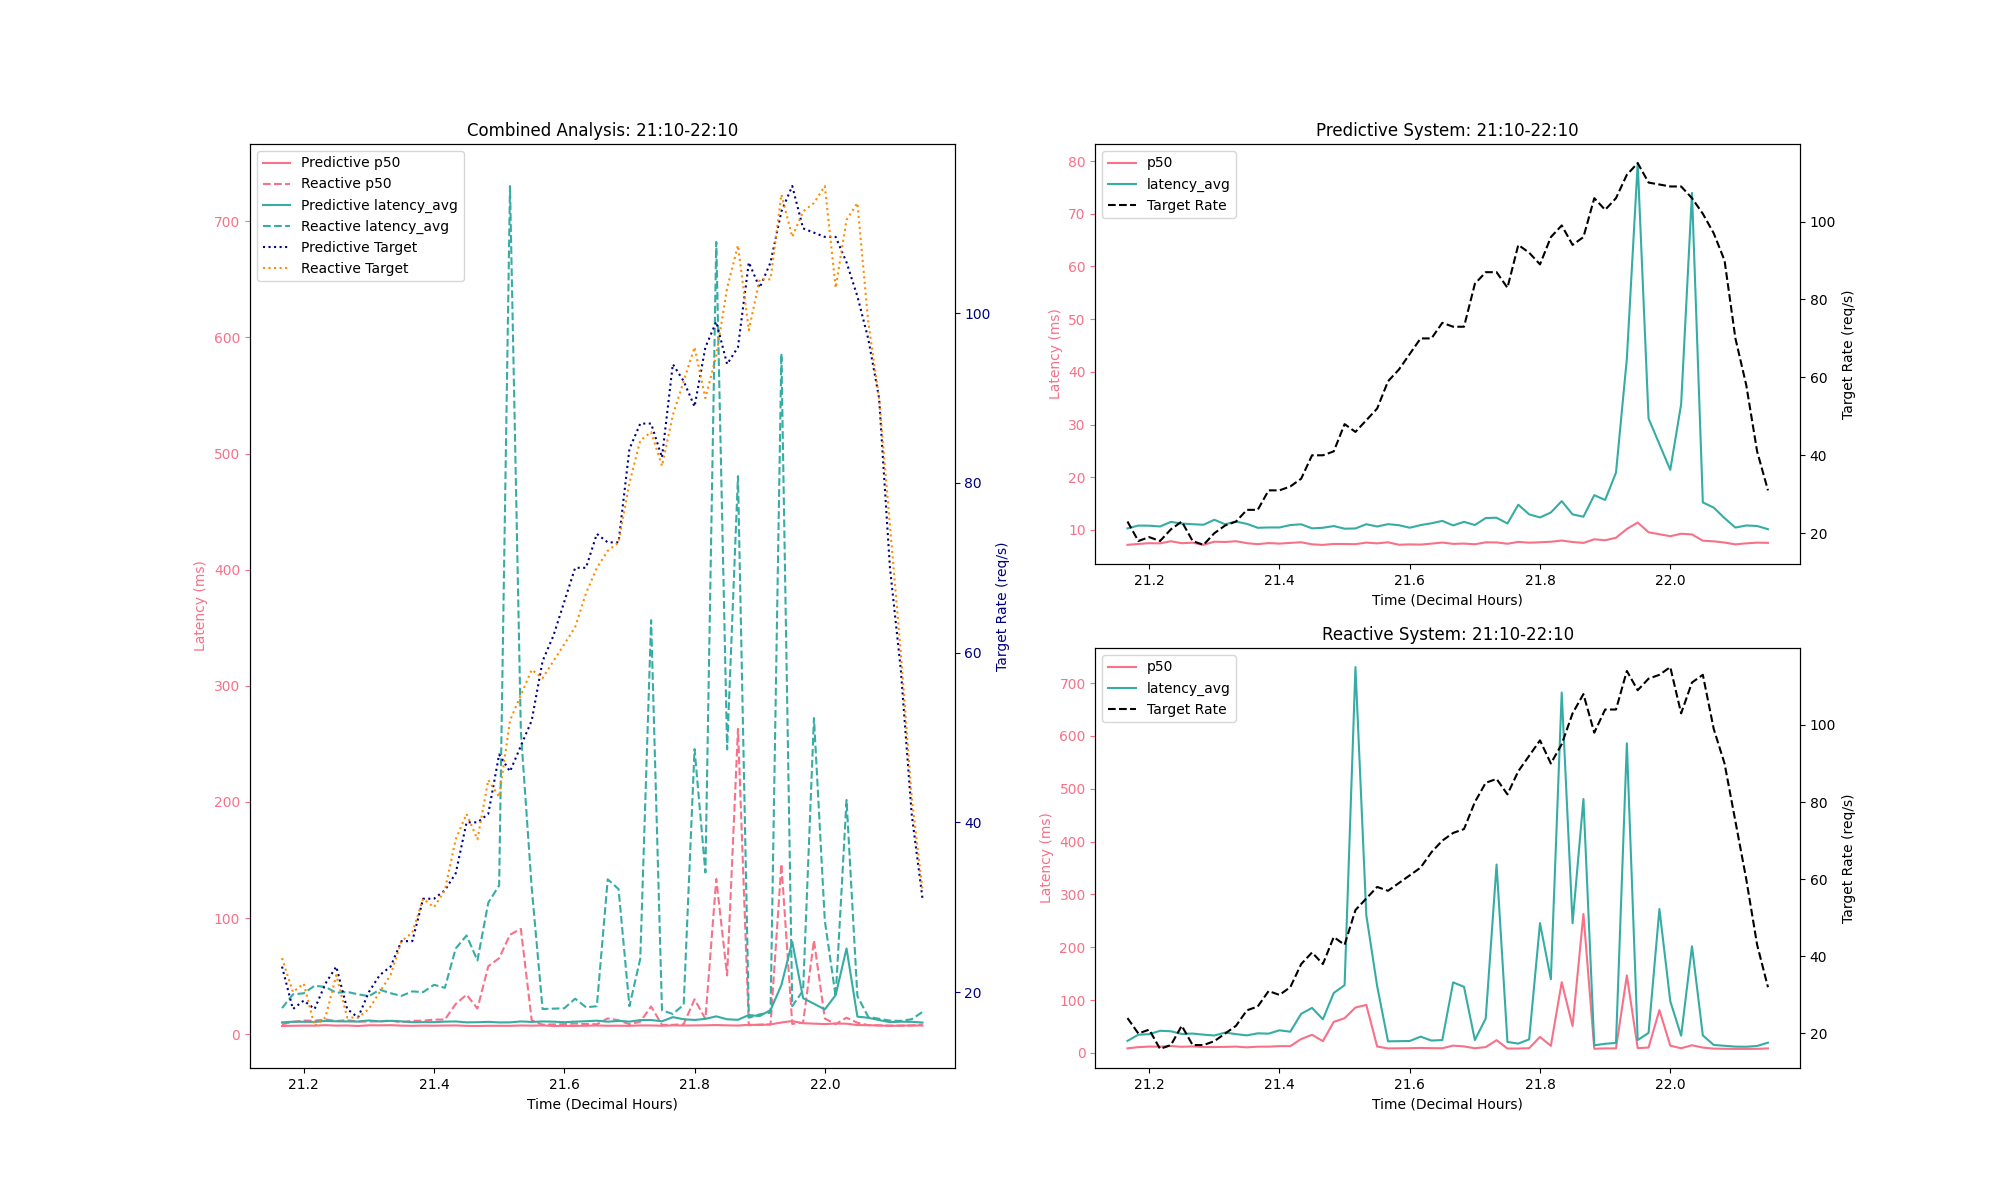 Combined Analysis: 21:10-22:10
Predictive p50
Reactive p50
Predictive latency_avg
Reactive latency_avg
Predictive Target
Reactive Target
700
600
500
400
300
200
100
0
Latency (ms)
100
80
60
40
20
Target Rate (req/s)
21.2 21.4 21.6 21.8 22.0
Time (Decimal Hours)
Predictive System: 21:10-22:10
p50
latency_avg
Target Rate
80
70
60
50
40
30
20
10
Latency (ms)
100
80
60
40
20
Target Rate (req/s)
21.2 21.4 21.6 21.8 22.0
Time (Decimal Hours)
Reactive System: 21:10-22:10
p50
latency_avg
Target Rate
700
600
500
400
300
200
100
0
Latency (ms)
100
80
60
40
20
Target Rate (req/s)
21.2 21.4 21.6 21.8 22.0
Time (Decimal Hours)